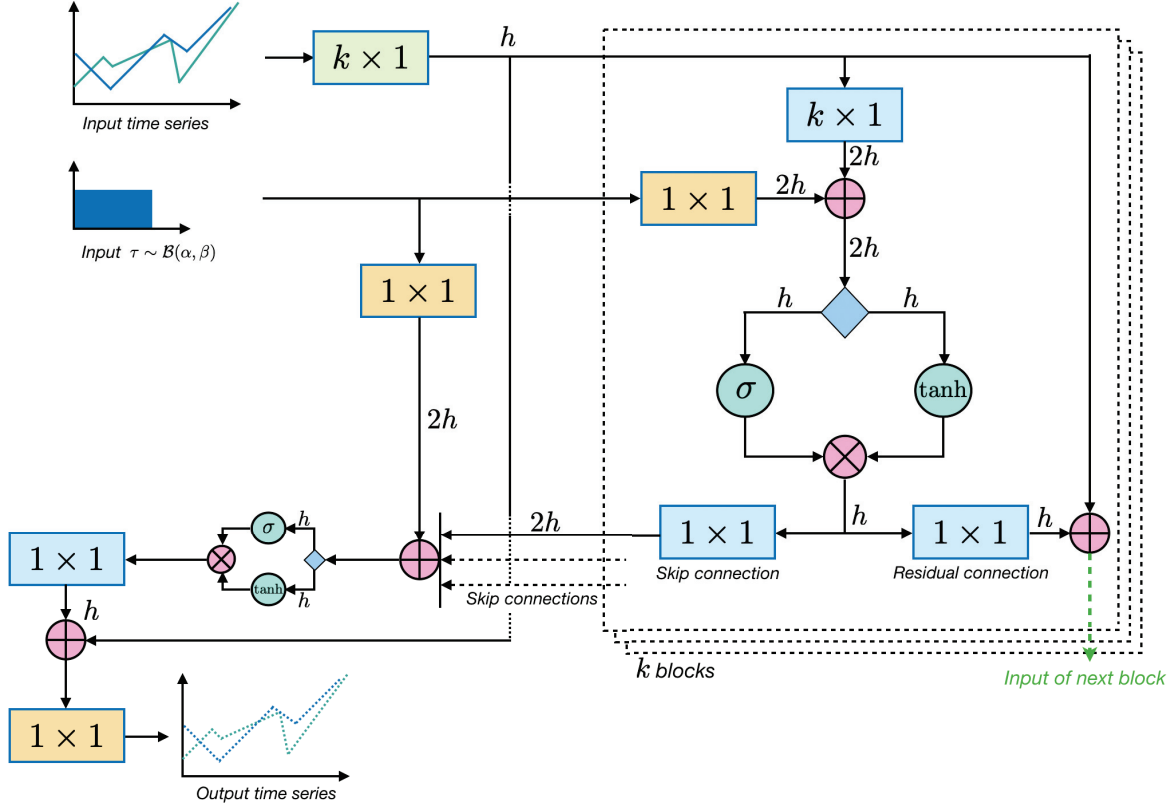 Input time series
k × 1
h
k × 1
2h
1 × 1
2h
Input τ ∼ B(α, β)
2h
1 × 1
h
h
σ
tanh
2h
1 × 1
h
1 × 1
h
2h
Skip connection
Residual connection
σ
h
1 × 1
tanh
h
Skip connections
h
k blocks
Input of next block
1 × 1
Output time series